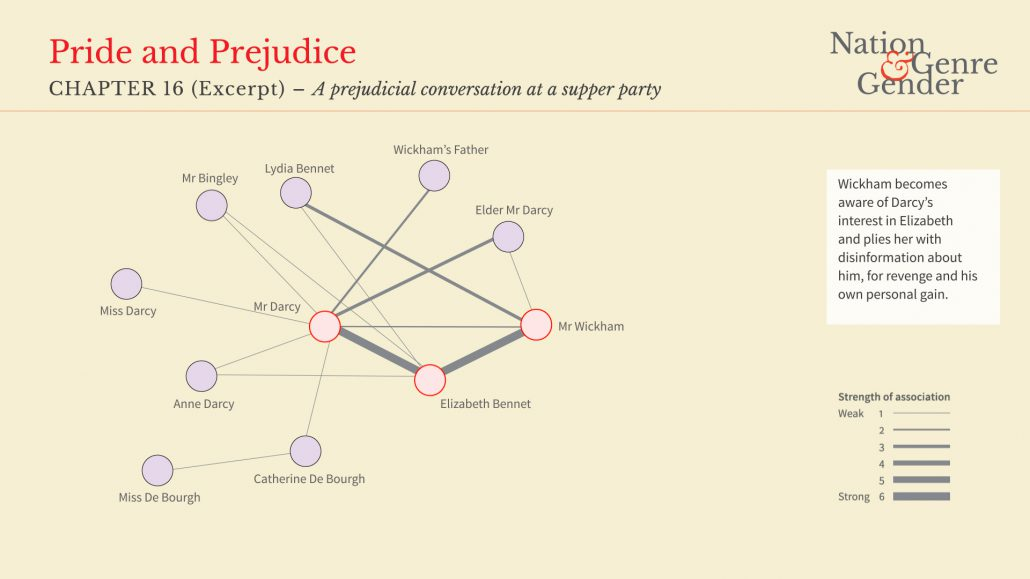 Pride and Prejudice
CHAPTER 16 (Excerpt) – A prejudicial conversation at a supper party
Nation
& Genre
Gender
Wickham's Father
Lydia Bennet
Mr Bingley
Elder Mr Darcy
Miss Darcy
Mr Darcy
Mr Wickham
Anne Darcy
Elizabeth Bennet
Catherine De Bourgh
Miss De Bourgh
Wickham becomes
aware of Darcy's
interest in Elizabeth
and plies her with
disinformation about
him, for revenge and his
own personal gain.
Strength of association
Weak 1
2
3
4
5
Strong 6